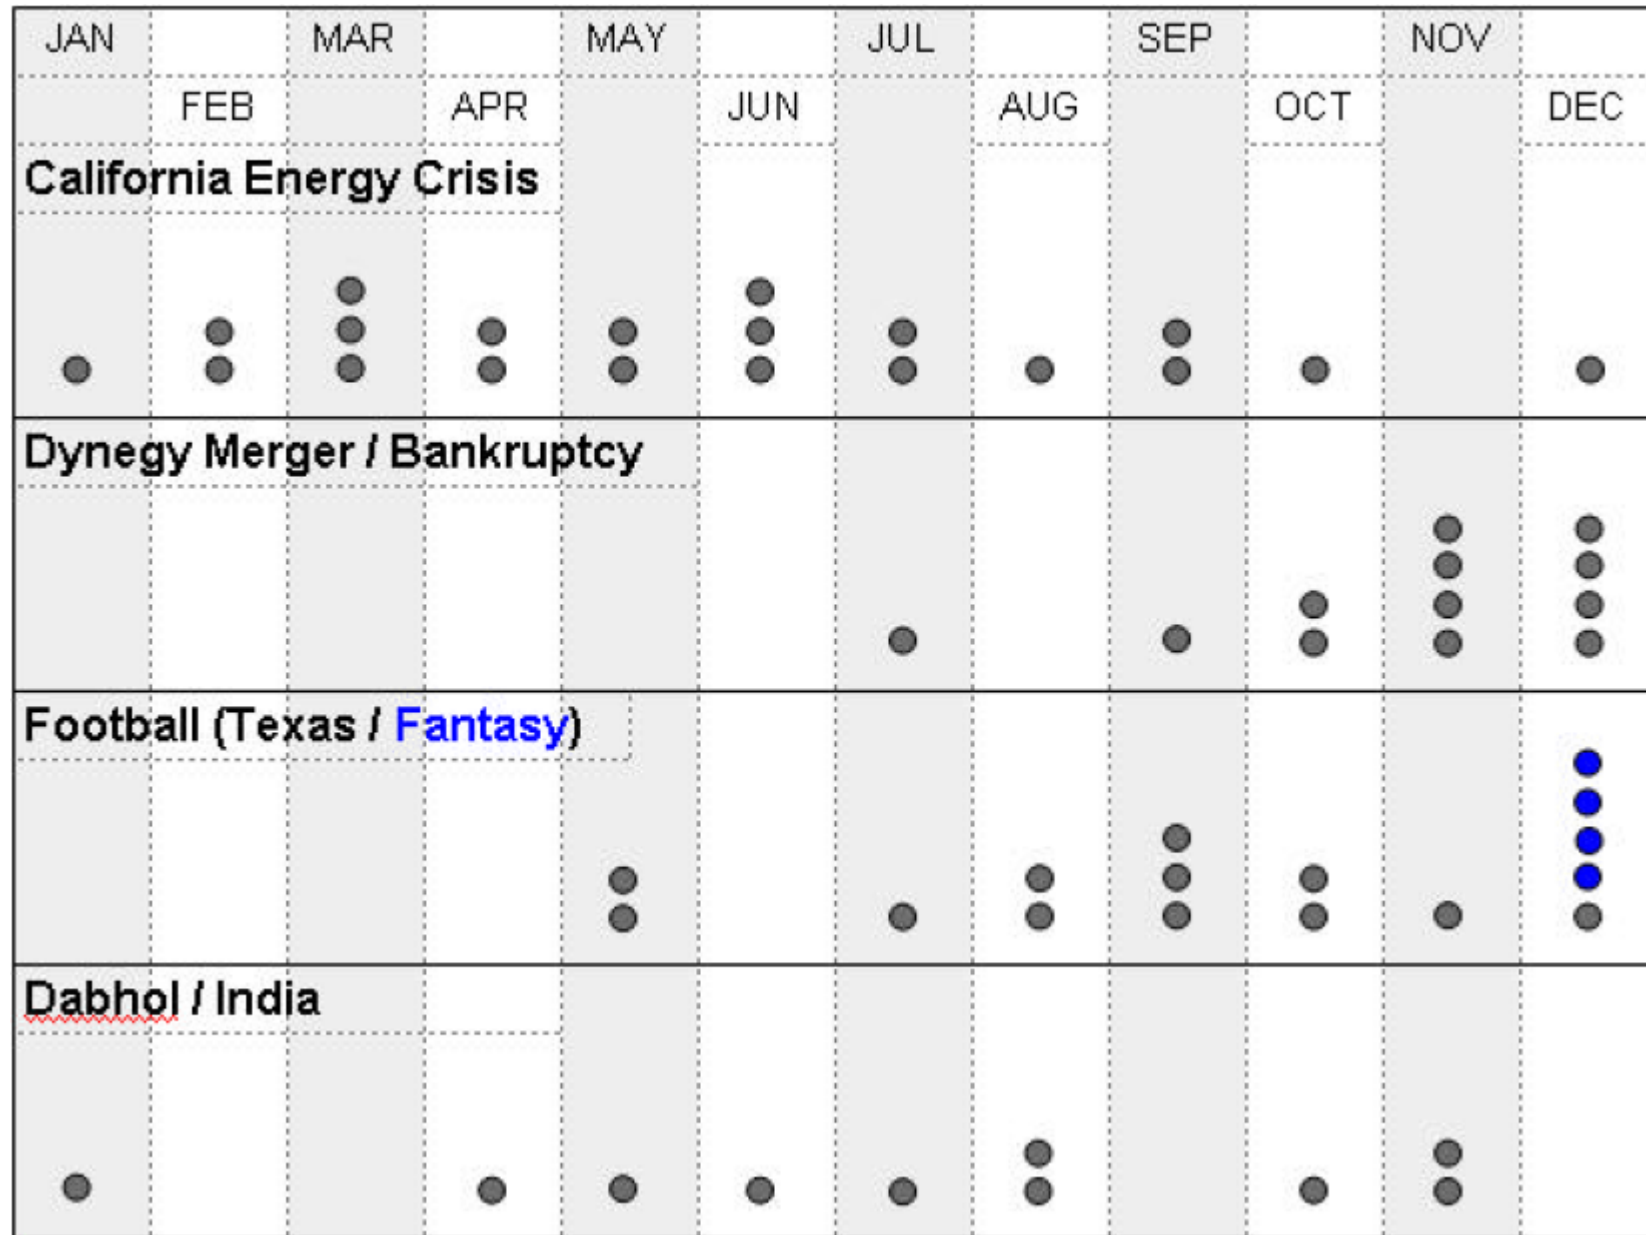 JAN MAR MAY JUL SEP NOV
FEB APR JUN AUG OCT DEC
California Energy Crisis
Dynegy Merger / Bankruptcy
Football (Texas / Fantasy)
Dabhol / India